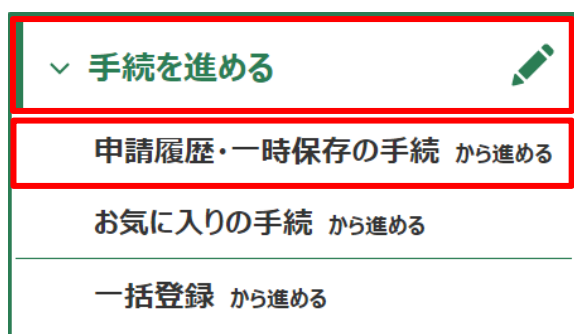 手続を進める
申請履歴・一時保存の手続 から進める
お気に入りの手続 から進める
一括登録 から進める